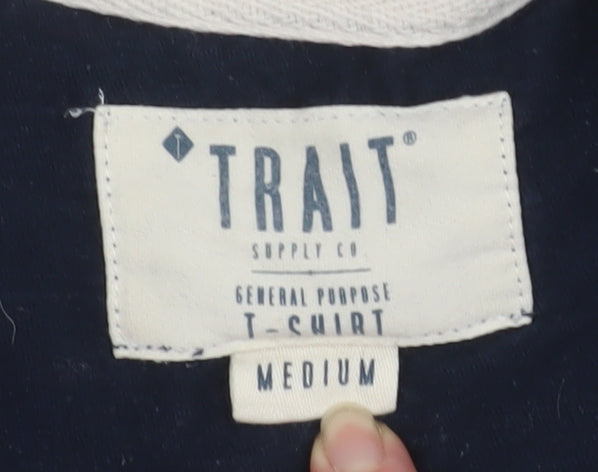 T
TRAIT®
SUPPLY CO.
GENERAL PURPOSE
T-SHIRT
MEDIUM